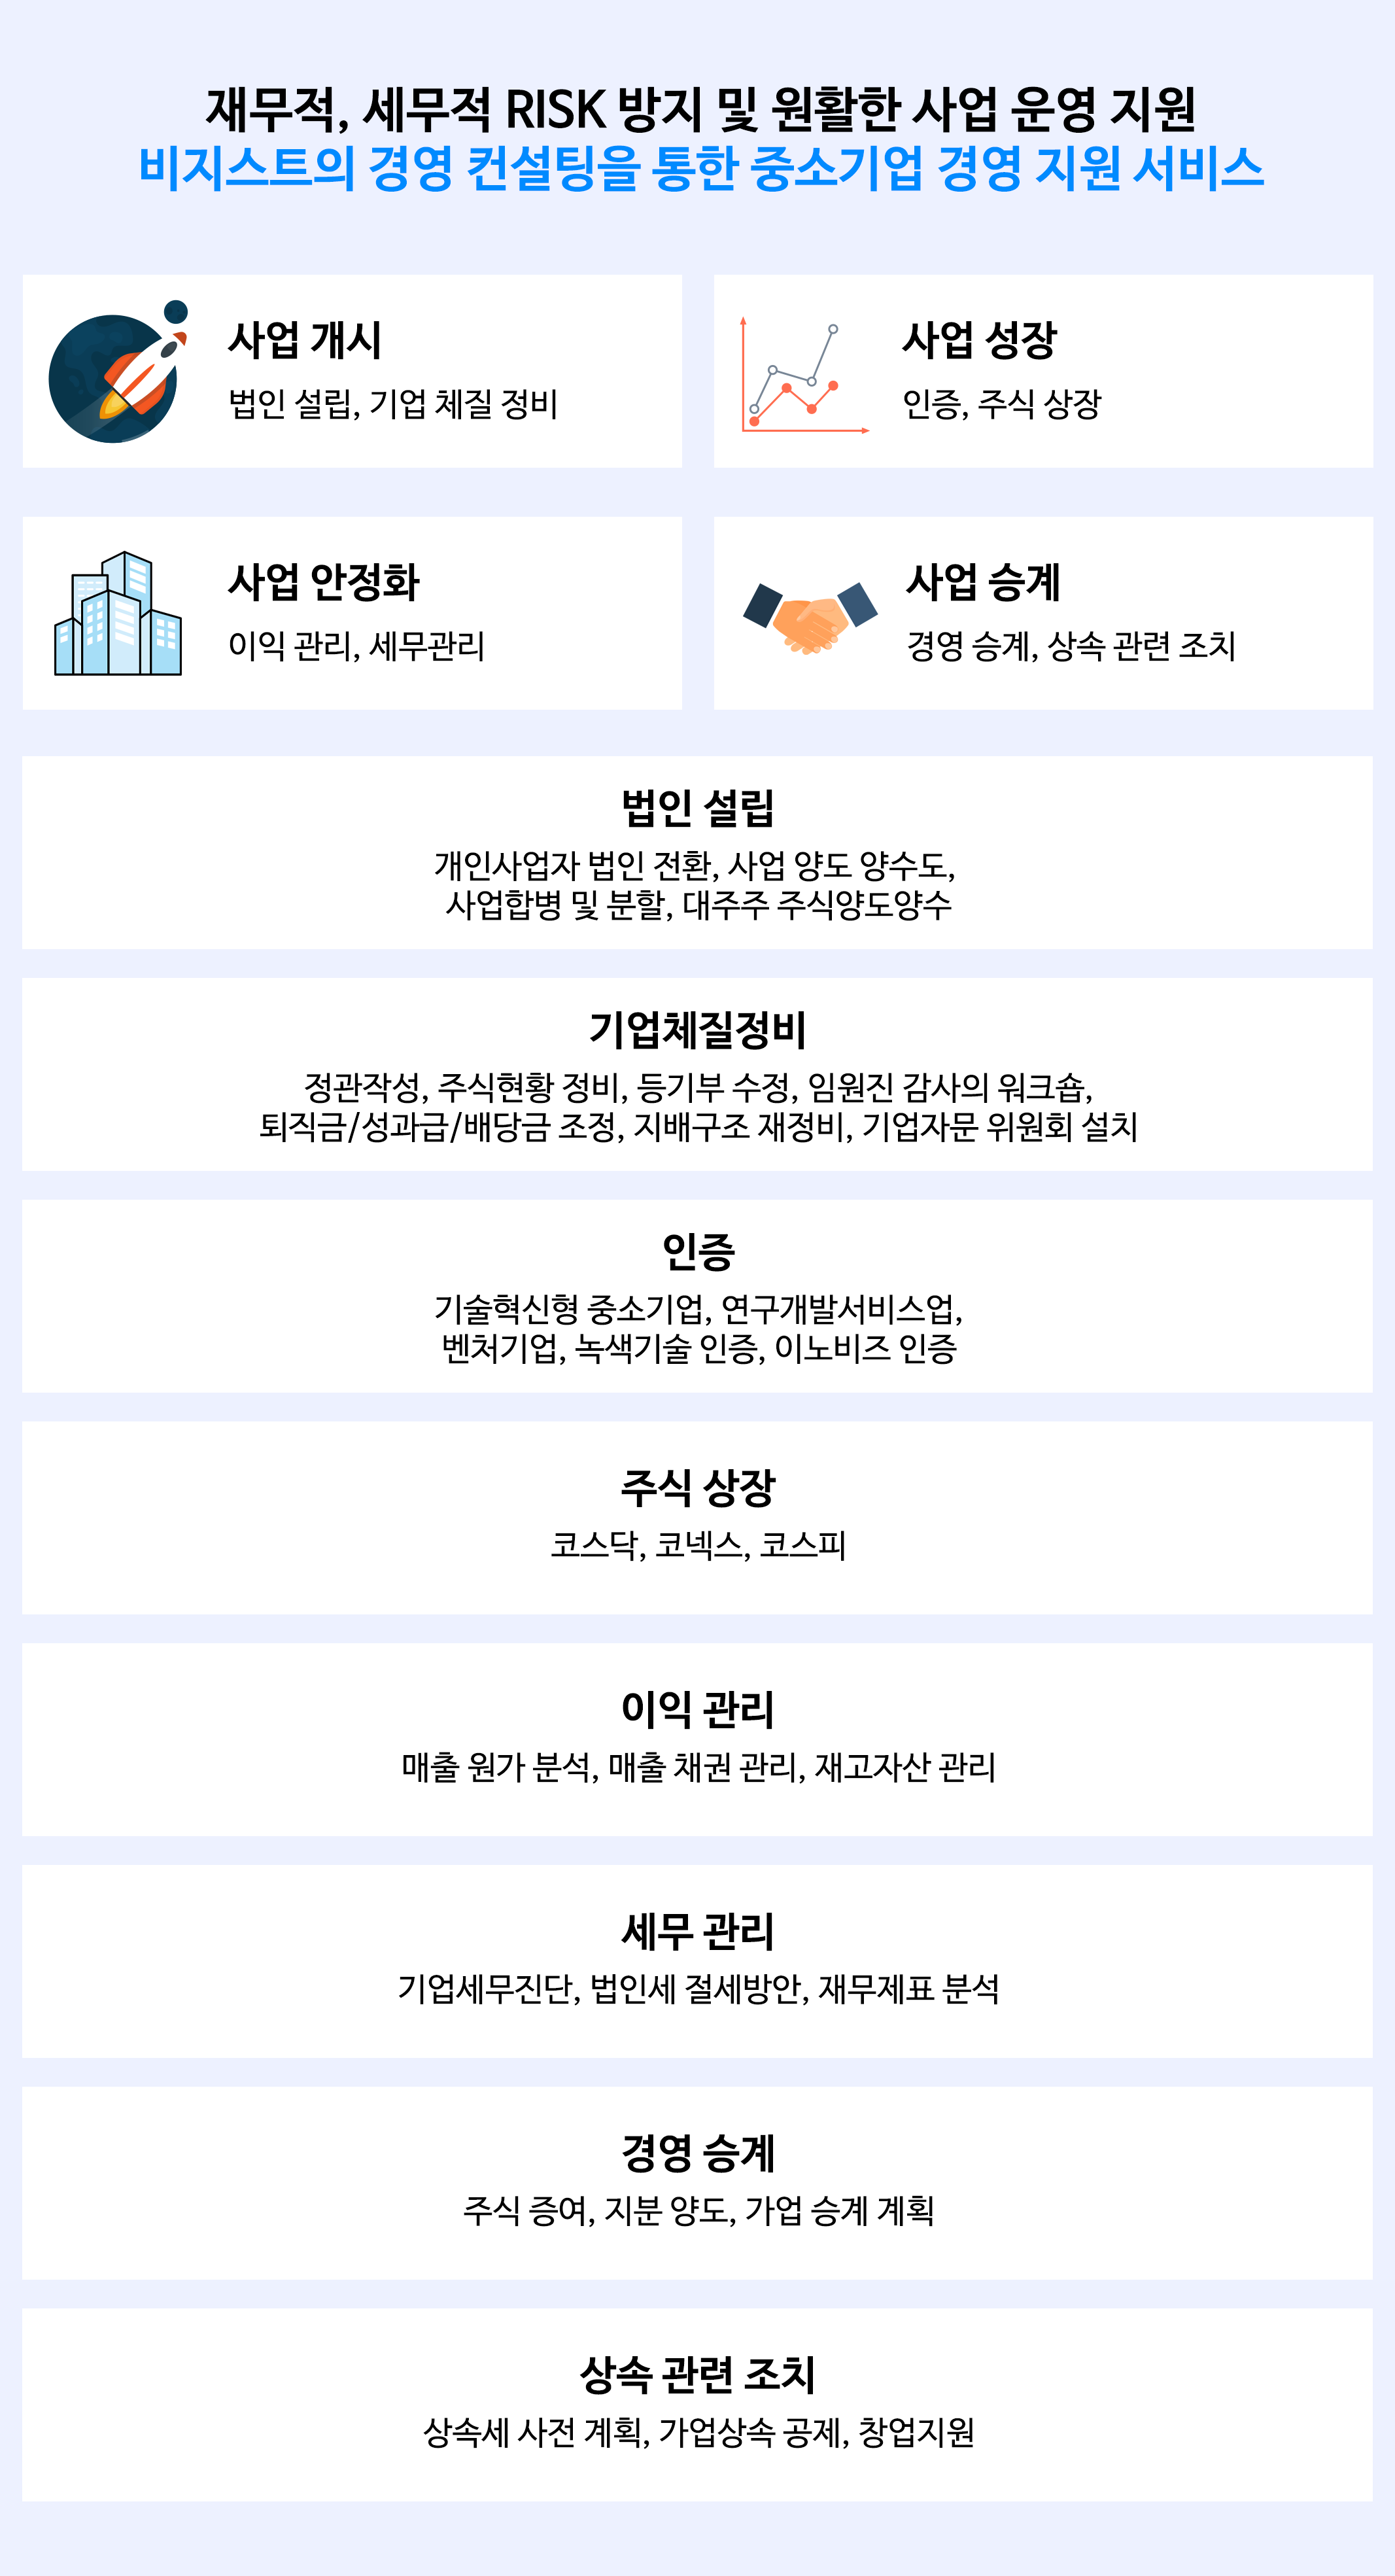 재무적, 세무적 RISK 방지 및 원활한 사업 운영 지원
비지스트의 경영 컨설팅을 통한 중소기업 경영 지원 서비스
사업 개시
법인 설립, 기업 체질 정비
사업 성장
인증, 주식 상장
사업 안정화
이익 관리, 세무관리
사업 승계
경영 승계, 상속 관련 조치
법인 설립
개인사업자 법인 전환, 사업 양도 양수도,
사업합병 및 분할, 대주주 주식양도양수
기업체질정비
정관작성, 주식현황 정비, 등기부 수정, 임원진 감사의 워크숍,
퇴직금/성과급/배당금 조정, 지배구조 재정비, 기업자문 위원회 설치
인증
기술혁신형 중소기업, 연구개발서비스업,
벤처기업, 녹색기술 인증, 이노비즈 인증
주식 상장
코스닥, 코넥스, 코스피
이익 관리
매출 원가 분석, 매출 채권 관리, 재고자산 관리
세무 관리
기업세무진단, 법인세 절세방안, 재무제표 분석
경영 승계
주식 증여, 지분 양도, 가업 승계 계획
상속 관련 조치
상속세 사전 계획, 가업상속 공제, 창업지원